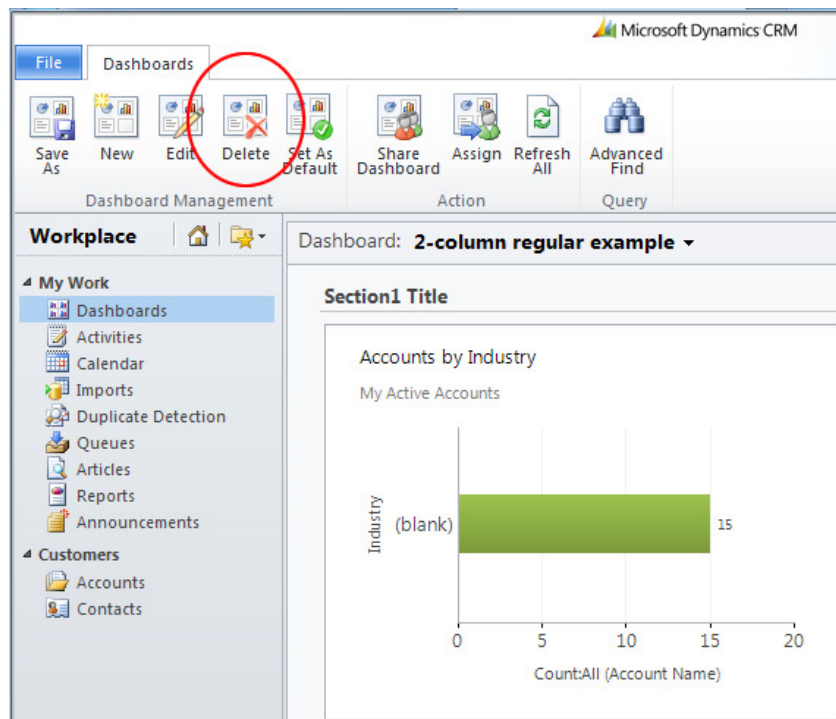 Microsoft Dynamics CRM
File Dashboards
Save As
New
Edit
Delete
Set As Default
Share Dashboard
Assign
Refresh All
Advanced Find
Dashboard Management
Action
Query
Workplace
Dashboard: 2-column regular example
My Work
Dashboards
Activities
Calendar
Imports
Duplicate Detection
Queues
Articles
Reports
Announcements
Customers
Accounts
Contacts
Section1 Title
Accounts by Industry
My Active Accounts
Industry
(blank)
15
0 5 10 15 20
Count:All (Account Name)